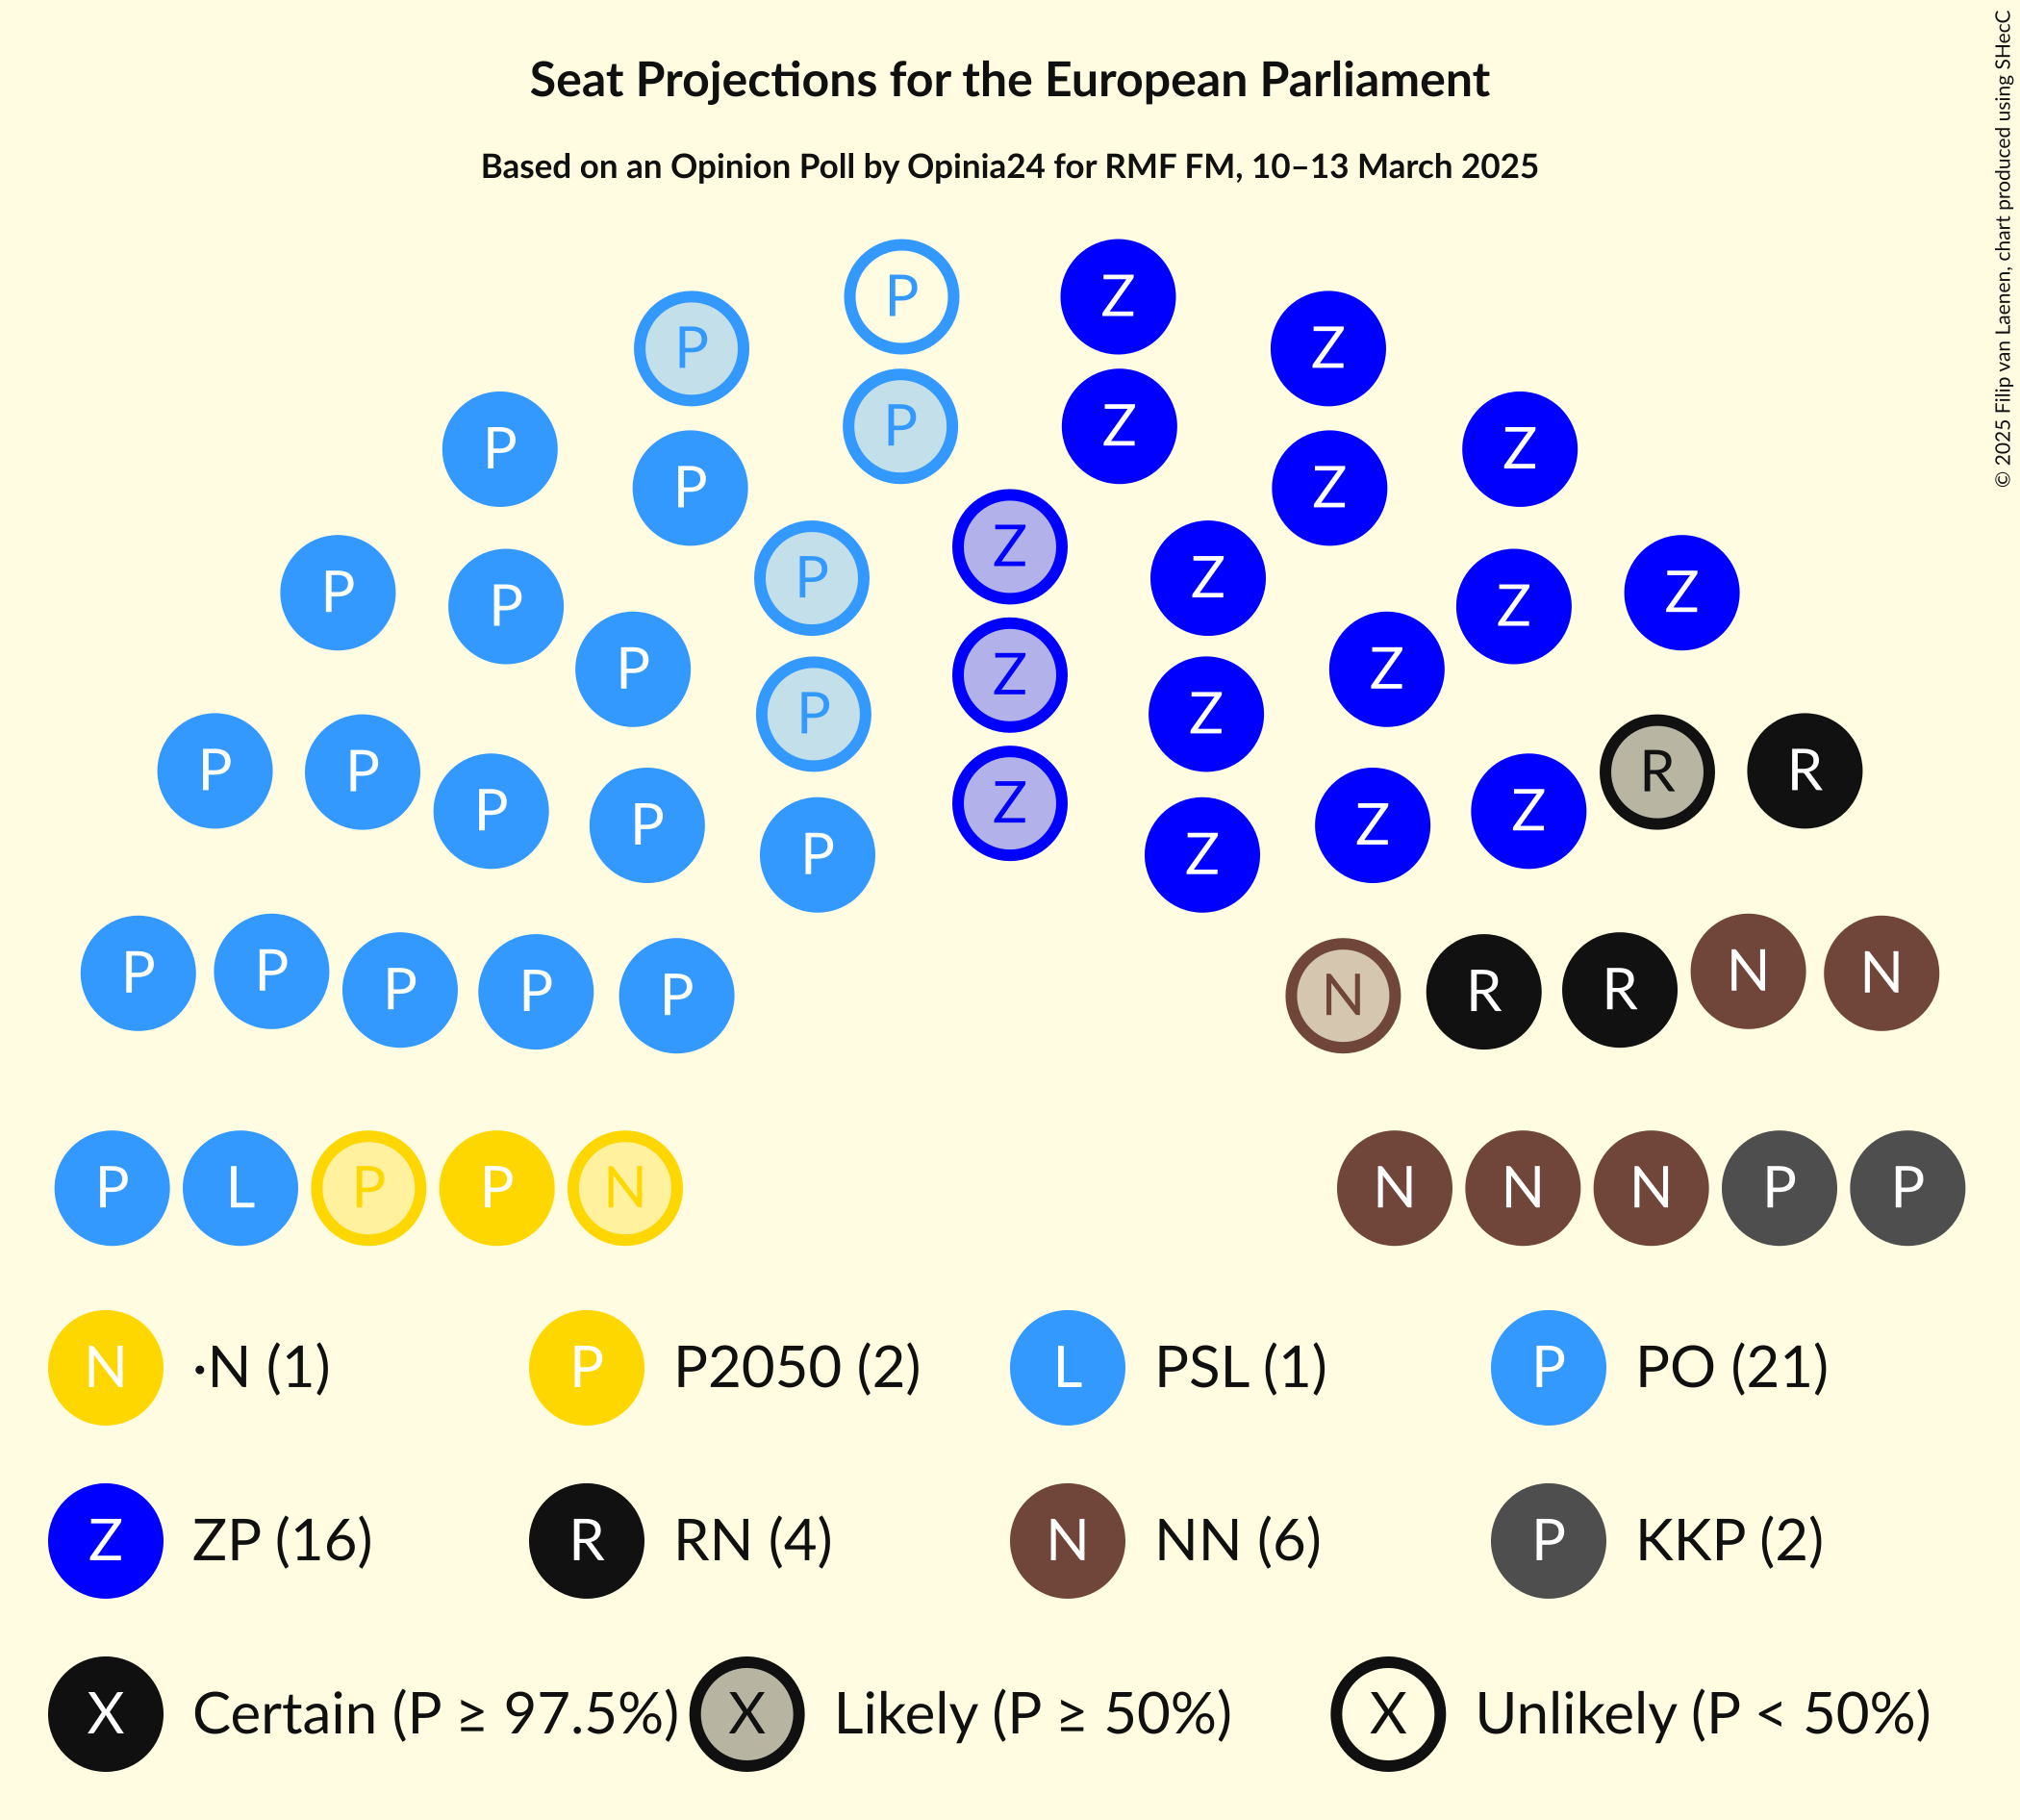 Seat Projections for the European Parliament
Based on an Opinion Poll by Opinia24 for RMF FM, 10–13 March 2025
© 2025 Filip van Laenen, chart produced using SHecC
P Z
P Z
P Z
P Z
P P Z Z
Z
P Z
P P Z Z
P Z
Z
P Z
P P R R
Z
P Z
P Z
P Z
P P N N
P P R R
P N
P L P P N N N N P P
N ·N (1) P P2050 (2) L PSL (1) P PO (21)
Z ZP (16) R RN (4) N NN (6) P KKP (2)
X Certain (P ≥ 97.5%) X Likely (P ≥ 50%) X Unlikely (P < 50%)